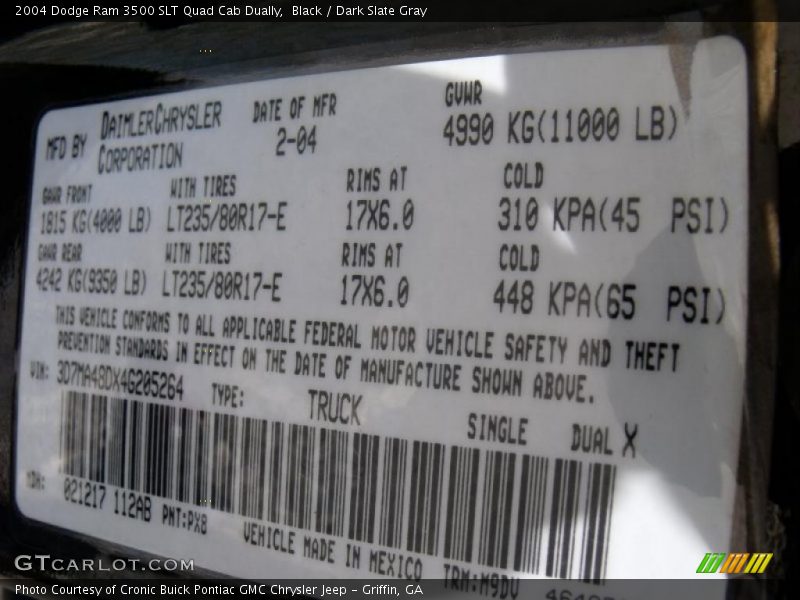 2004 Dodge Ram 3500 SLT Quad Cab Dually,  Black / Dark Slate Gray
MFD BY DAIMLERCHRYSLER CORPORATION
DATE OF MFR
2-04
GVWR
4990 KG(11000 LB)
GAWR FRONT WITH TIRES RIMS AT COLD
1815 KG(4000 LB) LT235/80R17-E 17X6.0 310 KPA(45 PSI)
GAWR REAR WITH TIRES RIMS AT COLD
4242 KG(9350 LB) LT235/80R17-E 17X6.0 448 KPA(65 PSI)
THIS VEHICLE CONFORMS TO ALL APPLICABLE FEDERAL MOTOR VEHICLE SAFETY AND THEFT
PREVENTION STANDARDS IN EFFECT ON THE DATE OF MANUFACTURE SHOWN ABOVE.
VIN: 3D7MA48DX4G205264 TYPE: TRUCK SINGLE DUAL X
MDH: 021217 112AB PNT:PX8
VEHICLE MADE IN MEXICO TRM:M9DV
GTCARLOT.COM
Photo Courtesy of Cronic Buick Pontiac GMC Chrysler Jeep - Griffin, GA